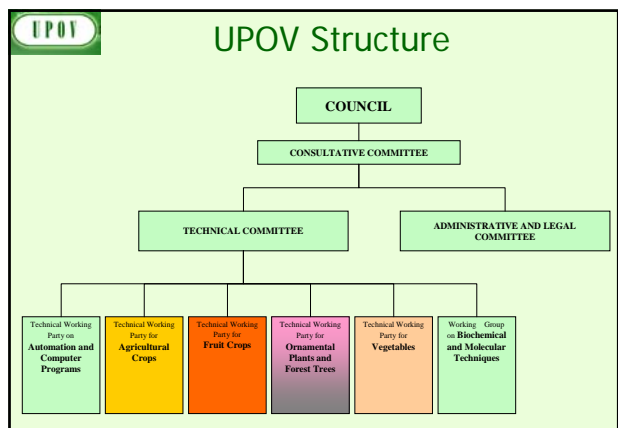 UPOV
UPOV Structure
COUNCIL
CONSULTATIVE COMMITTEE
TECHNICAL COMMITTEE
ADMINISTRATIVE AND LEGAL
COMMITTEE
Technical Working
Party on
Automation and
Computer
Programs
Technical Working
Party for
Agricultural
Crops
Technical Working
Party for
Fruit Crops
Technical Working
Party for
Ornamental
Plants and
Forest Trees
Technical Working
Party for
Vegetables
Working Group
on Biochemical
and Molecular
Techniques